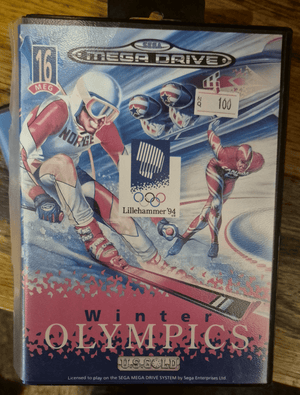 SEGA
MEGA DRIVE
16
MEG
100
NORGE
Lillehammer '94
Winter
OLYMPICS
U.S. GOLD
Licensed to play on the SEGA MEGA DRIVE SYSTEM by Sega Enterprises Ltd.